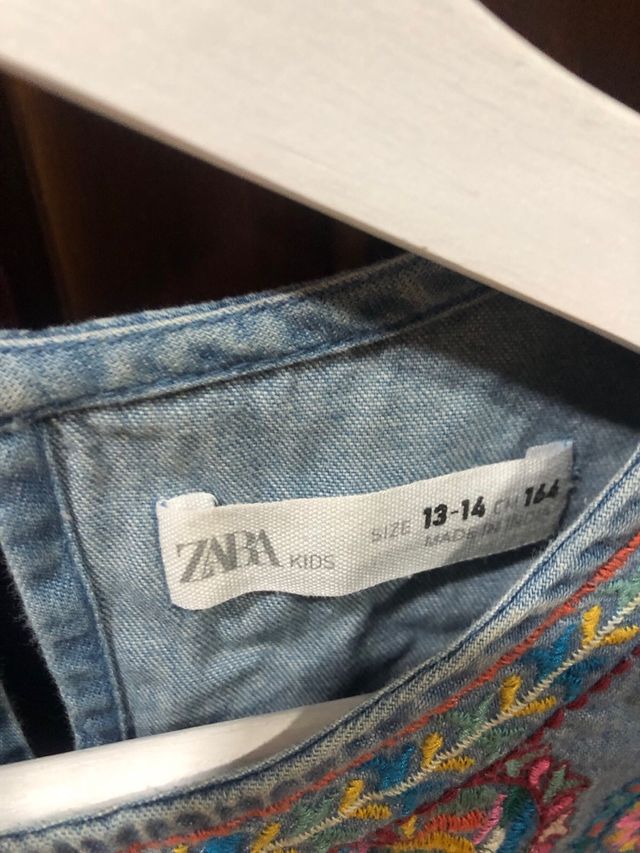 ZARA KIDS SIZE 13-14 CM 164
MADE IN